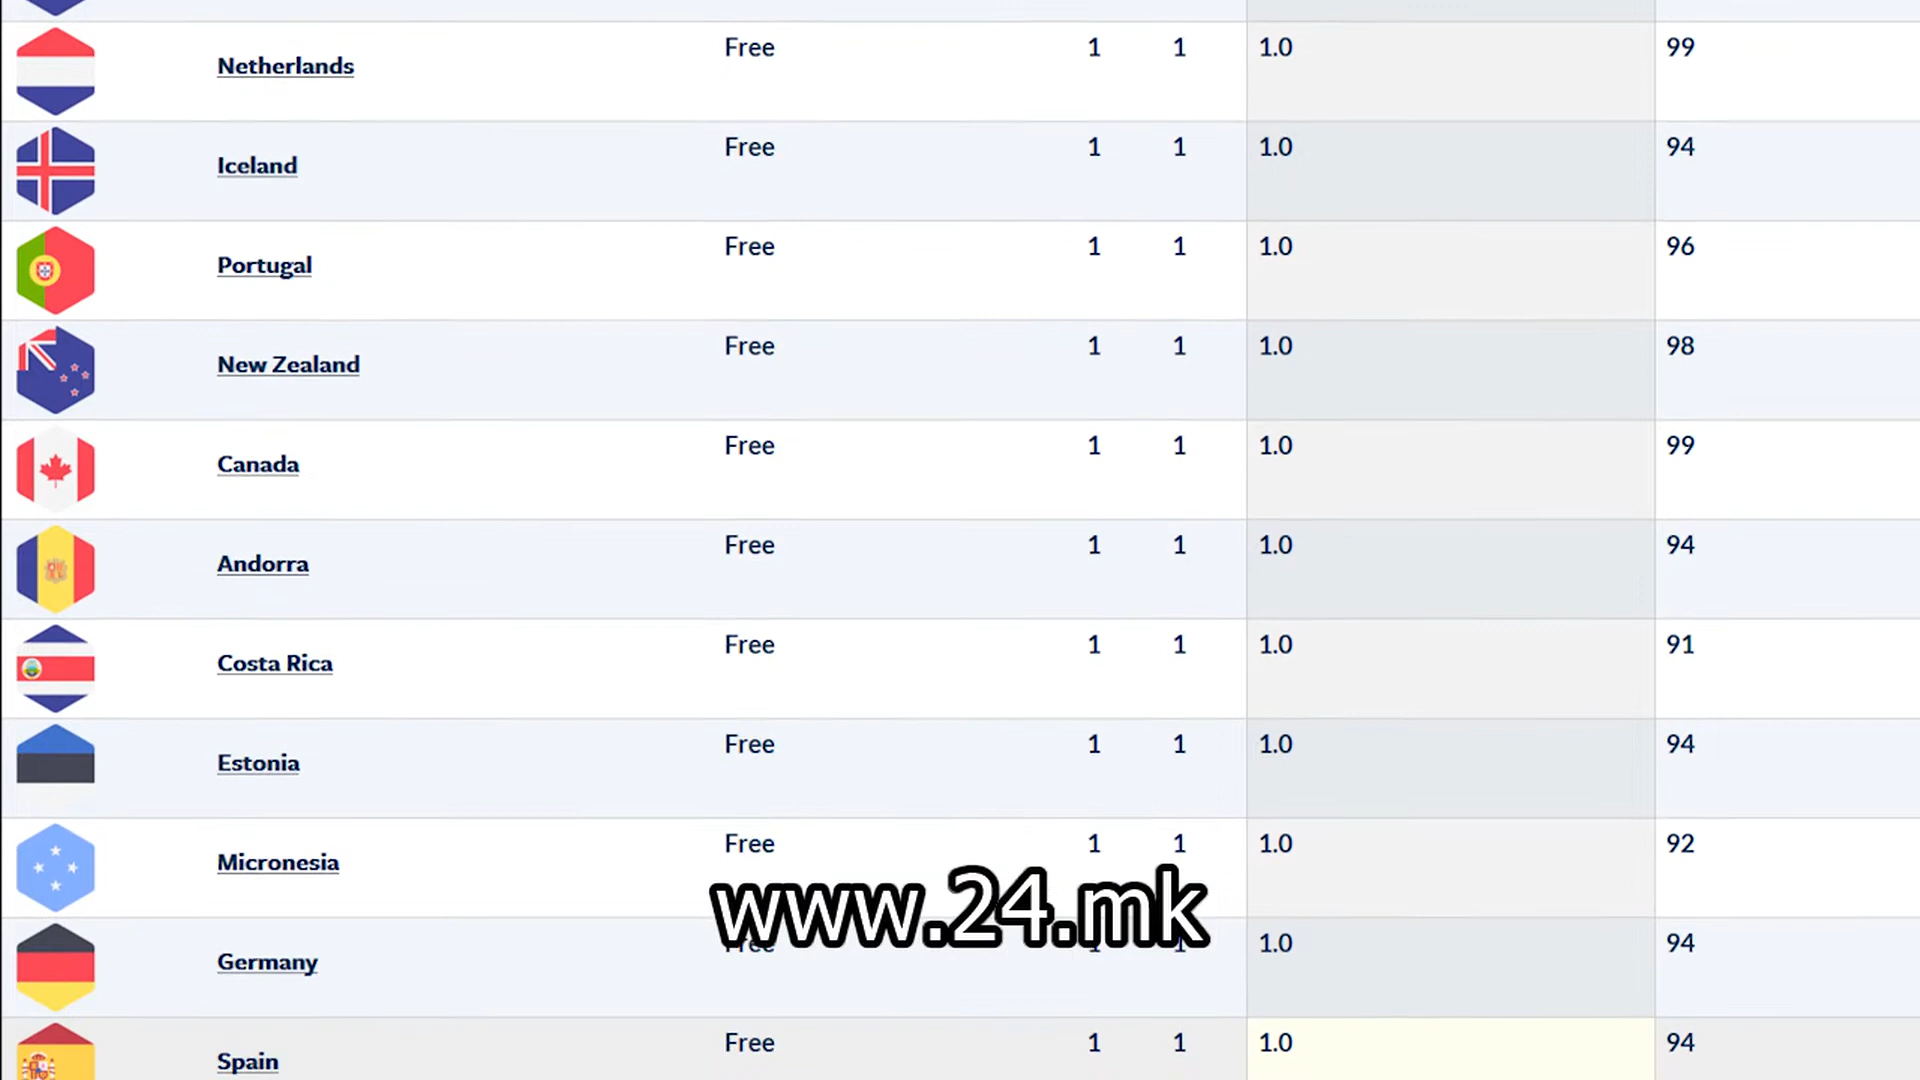 Netherlands Free 1 1 1.0 99
Iceland Free 1 1 1.0 94
Portugal Free 1 1 1.0 96
New Zealand Free 1 1 1.0 98
Canada Free 1 1 1.0 99
Andorra Free 1 1 1.0 94
Costa Rica Free 1 1 1.0 91
Estonia Free 1 1 1.0 94
Micronesia Free 1 1 1.0 92
www.24.mk
Germany Free 1 1 1.0 94
Spain Free 1 1 1.0 94